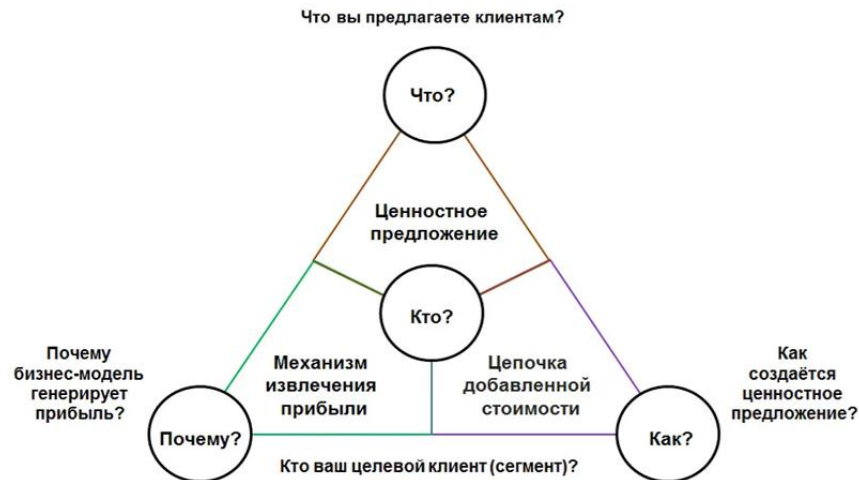 Что вы предлагаете клиентам?
Что?
Ценностное
предложение
Кто?
Почему
бизнес-модель
генерирует
прибыль?
Механизм
извлечения
прибыли
Цепочка
добавленной
стоимости
Как
создаётся
ценностное
предложение?
Почему?
Как?
Кто ваш целевой клиент (сегмент)?